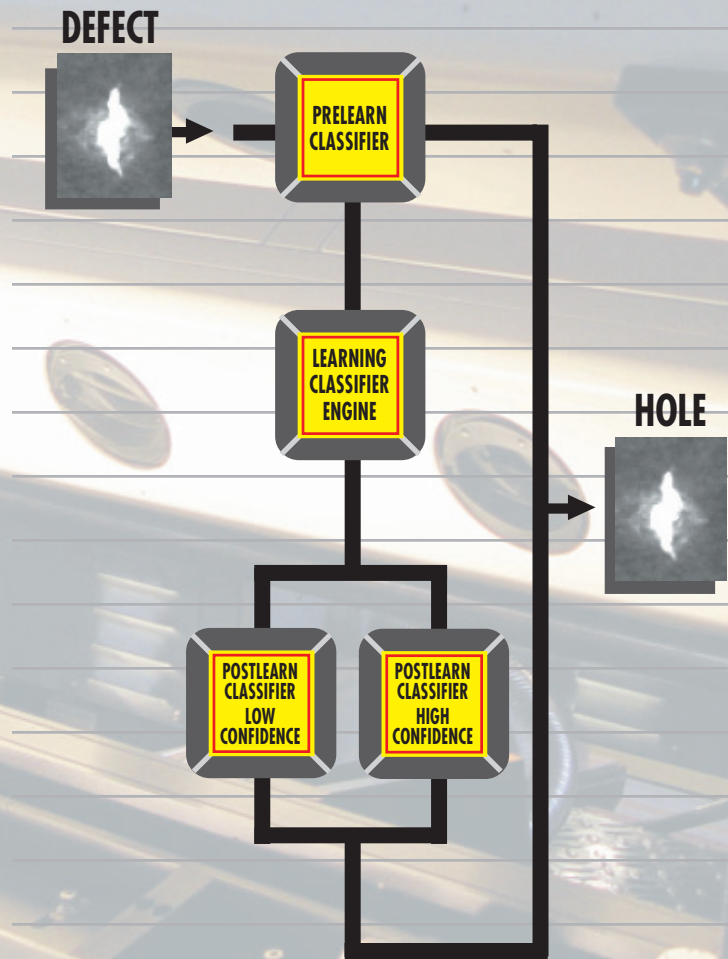 DEFECT
PRELEARN
CLASSIFIER
LEARNING
CLASSIFIER
ENGINE
HOLE
POSTLEARN
CLASSIFIER
LOW
CONFIDENCE
POSTLEARN
CLASSIFIER
HIGH
CONFIDENCE